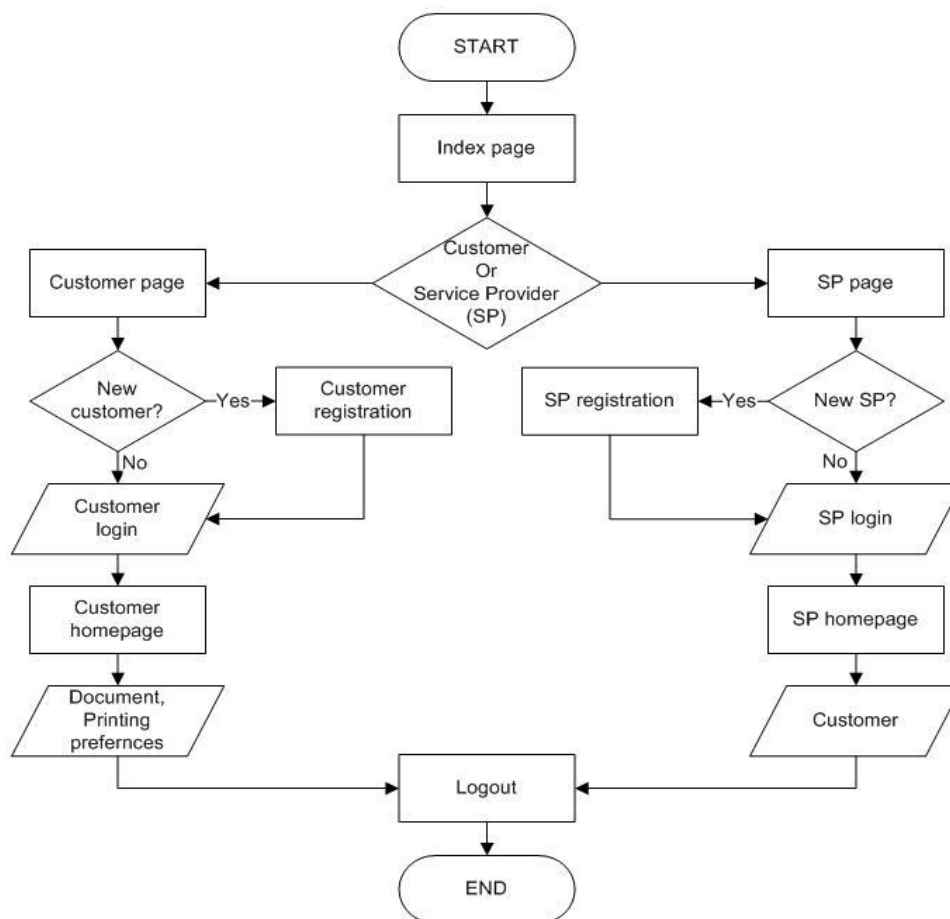 START
Index page
Customer
Or
Service Provider
(SP)
Customer page
SP page
New
customer?
Yes
Customer
registration
SP registration
Yes
New SP?
No
No
Customer
login
SP login
Customer
homepage
SP homepage
Document,
Printing
prefernces
Customer
Logout
END